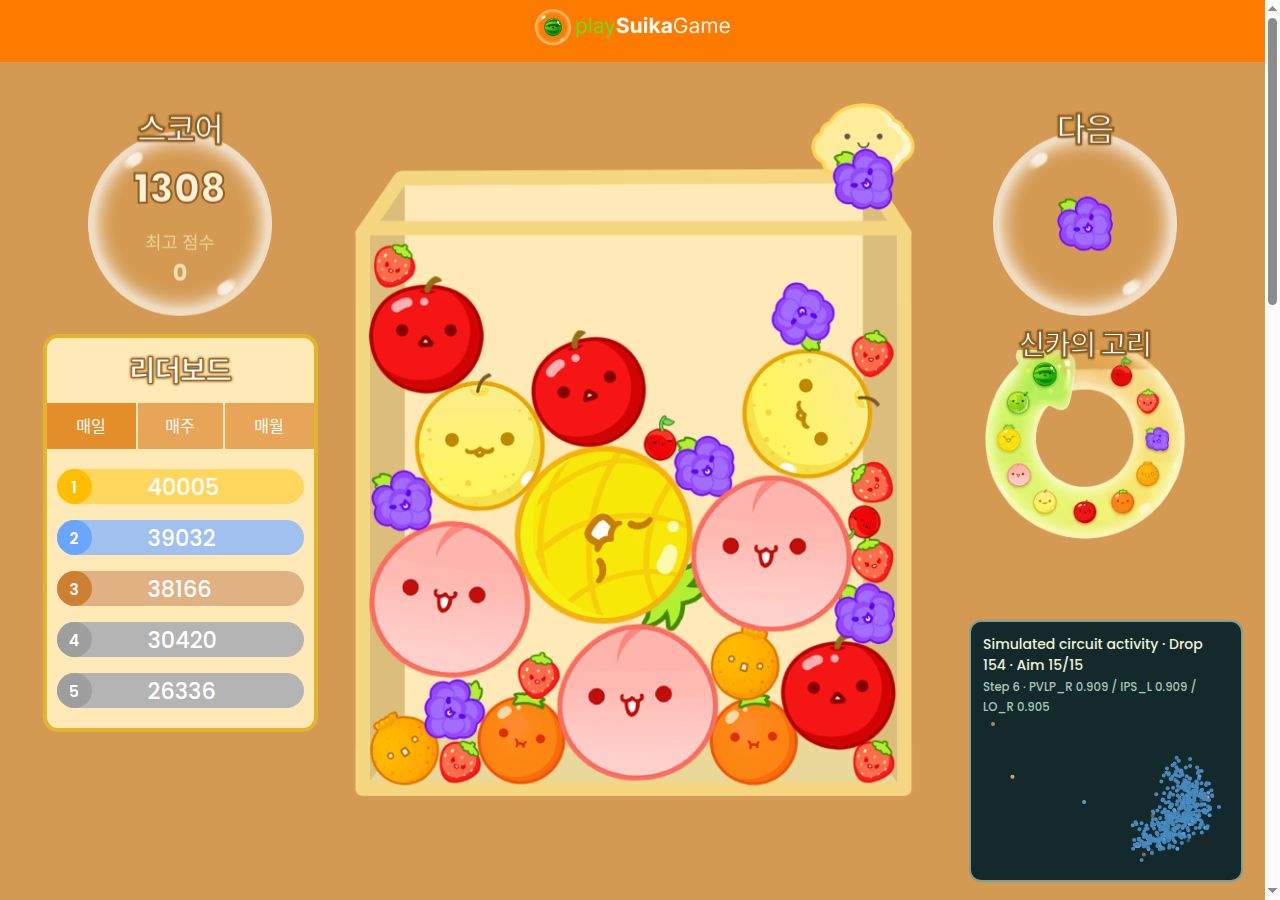 playSuikaGame
스코어
1308
최고 점수
0
다음
신카의 고리
리더보드
매일 매주 매월
1 40005
2 39032
3 38166
4 30420
5 26336
Simulated circuit activity · Drop
154 · Aim 15/15
Step 6 · PVLP_R 0.909 / IPS_L 0.909 /
LO_R 0.905